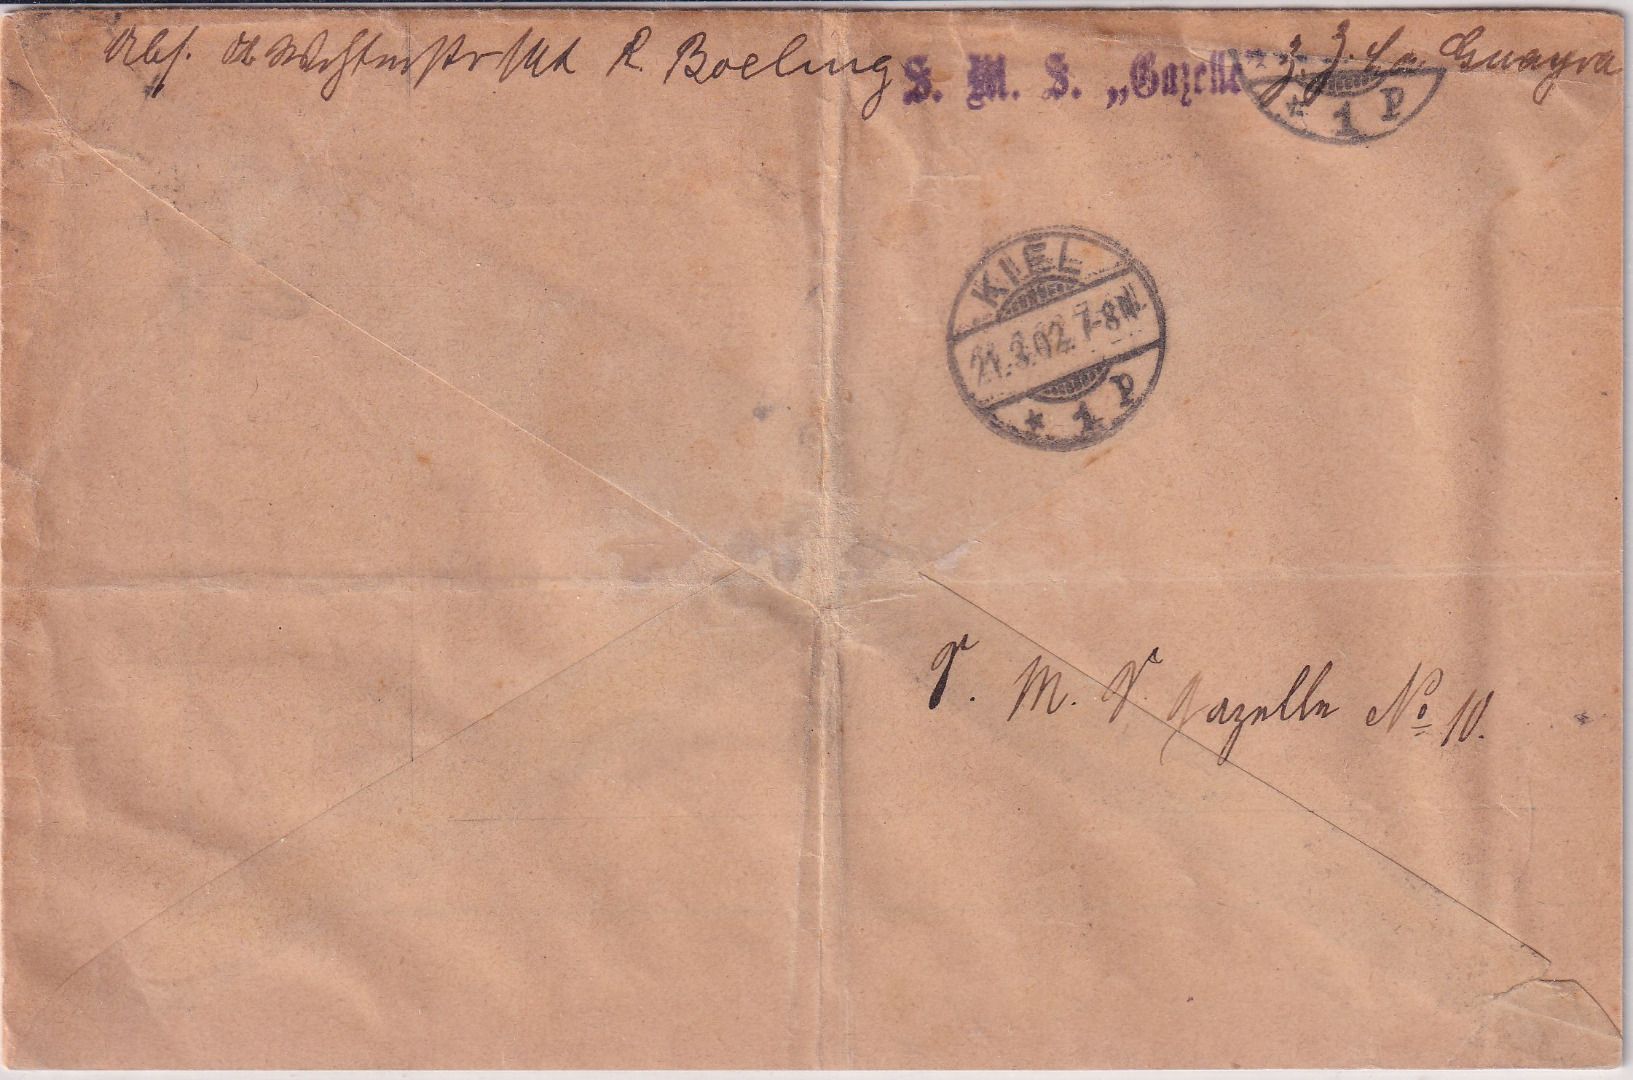 Abs. R. Boeling S. M. S. „Gazelle" z. Z. La Guayra
* 1 P
KIEL
21.3.02. 7-8 N.
* 1 P
S. M. S. Gazelle No 10.